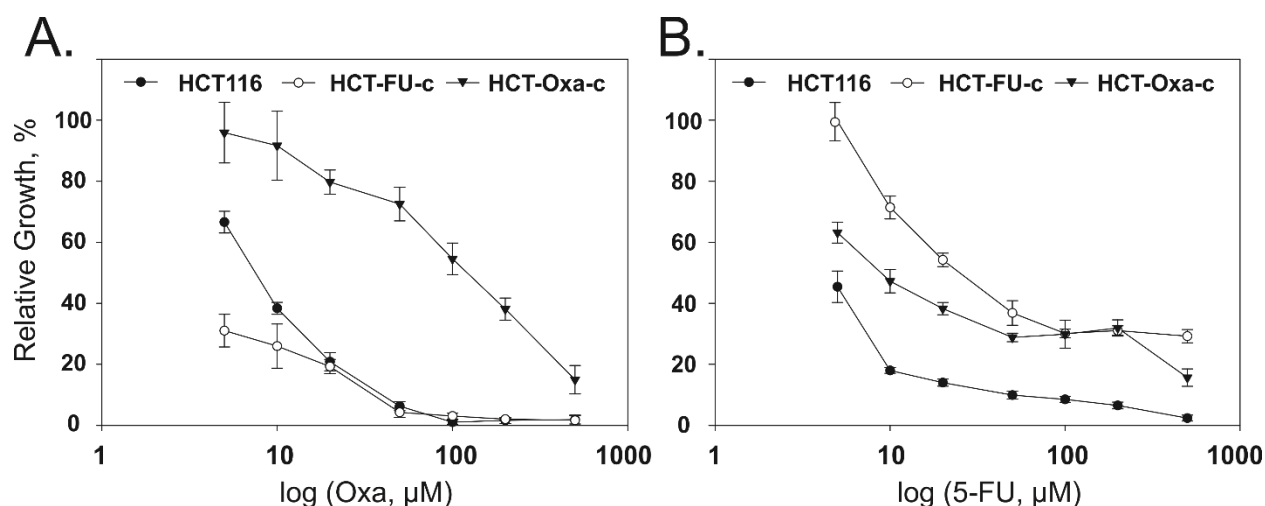 A.
HCT116 HCT-FU-c HCT-Oxa-c
Relative Growth, %
100
80
60
40
20
0
1 10 100 1000
log (Oxa, µM)
B.
HCT116 HCT-FU-c HCT-Oxa-c
100
80
60
40
20
0
1 10 100 1000
log (5-FU, µM)